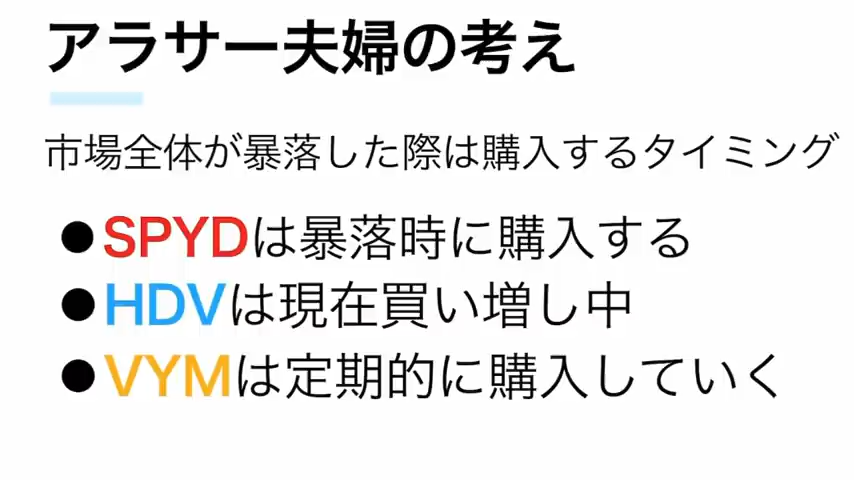 アラサー夫婦の考え
市場全体が暴落した際は購入するタイミング
●SPYDは暴落時に購入する
●HDVは現在買い増し中
●VYMは定期的に購入していく